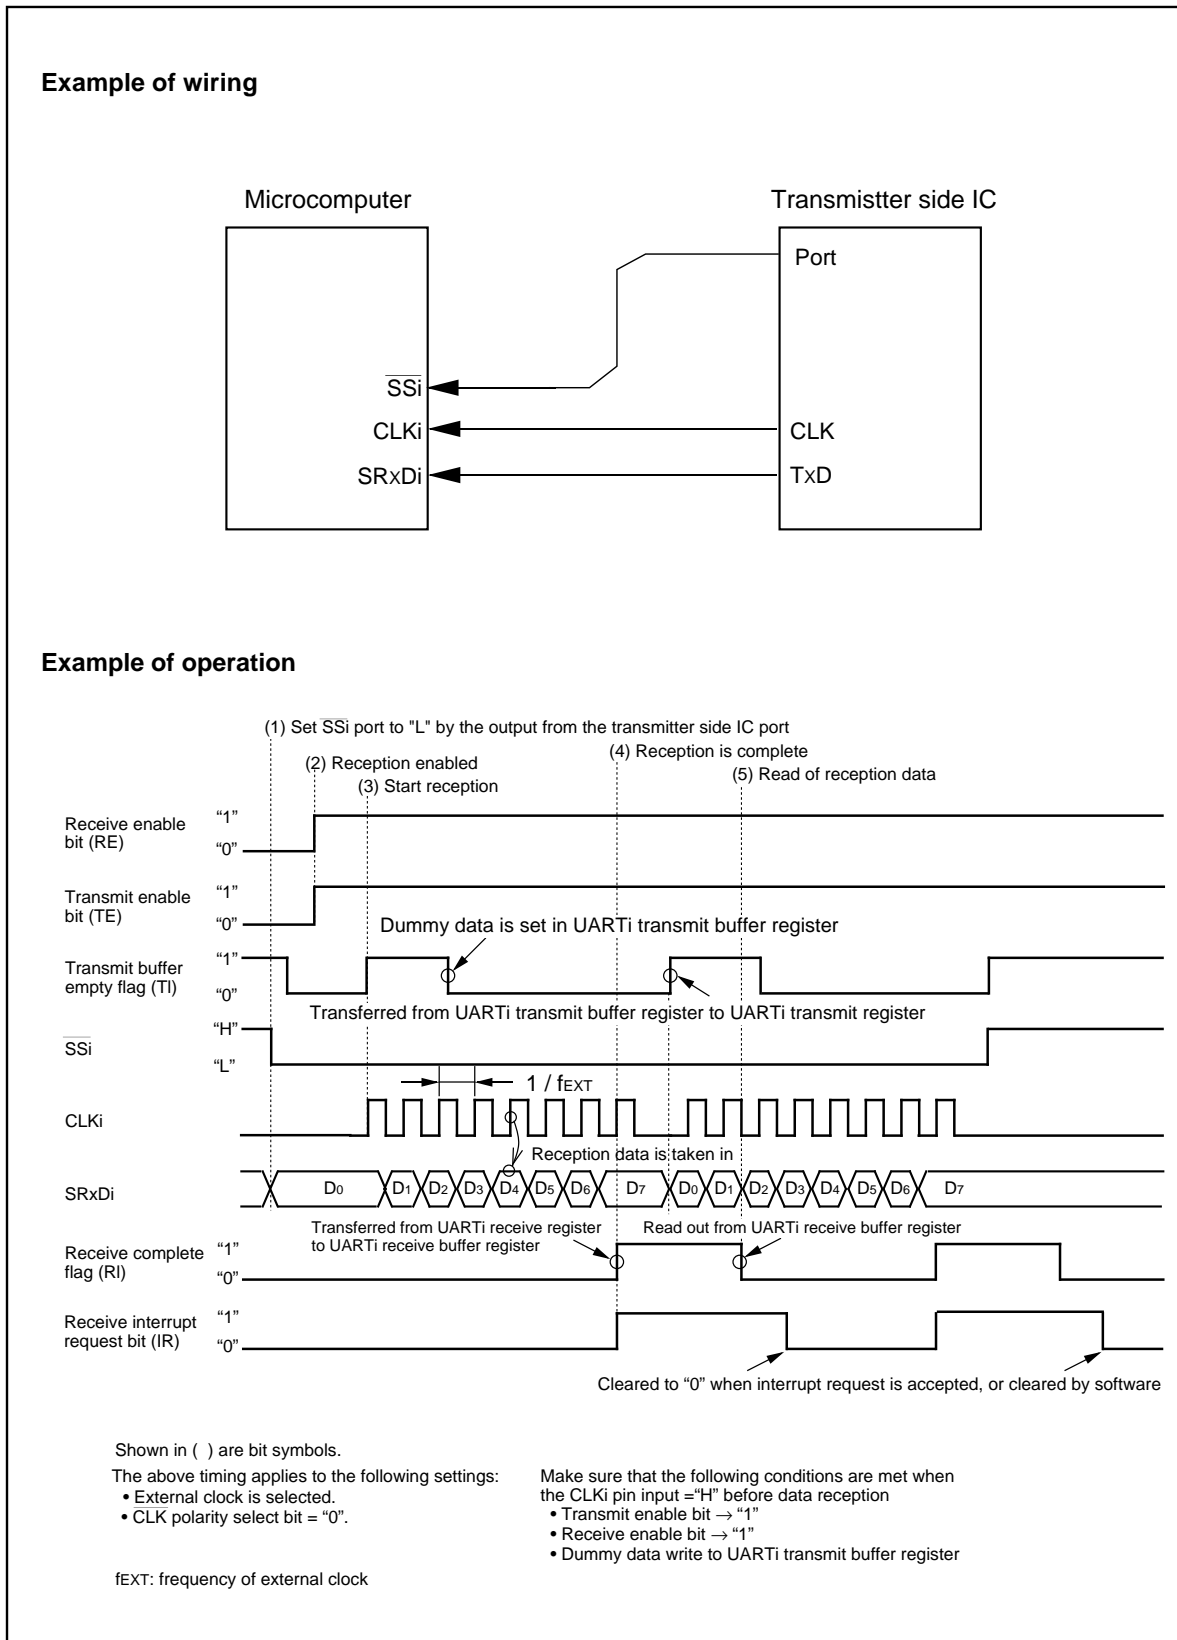 Example of wiring
Microcomputer
Transmistter side IC
Port
SSi
CLKi
CLK
SRxDi
TxD
Example of operation
(1) Set SSi port to "L" by the output from the transmitter side IC port
(4) Reception is complete
(2) Reception enabled
(5) Read of reception data
(3) Start reception
Receive enable
bit (RE)
“1”
“0”
Transmit enable
bit (TE)
“1”
“0”
Dummy data is set in UARTi transmit buffer register
Transmit buffer
empty flag (TI)
“1”
“0”
Transferred from UARTi transmit buffer register to UARTi transmit register
SSi
“H”
“L”
1 / fEXT
CLKi
Reception data is taken in
SRxDi
D0 D1 D2 D3 D4 D5 D6 D7 D0 D1 D2 D3 D4 D5 D6 D7
Transferred from UARTi receive register
to UARTi receive buffer register
Read out from UARTi receive buffer register
Receive complete
flag (RI)
“1”
“0”
Receive interrupt
request bit (IR)
“1”
“0”
Cleared to “0” when interrupt request is accepted, or cleared by software
Shown in ( ) are bit symbols.
The above timing applies to the following settings:
• External clock is selected.
• CLK polarity select bit = “0”.
fEXT: frequency of external clock
Make sure that the following conditions are met when
the CLKi pin input =“H” before data reception
• Transmit enable bit → “1”
• Receive enable bit → “1”
• Dummy data write to UARTi transmit buffer register